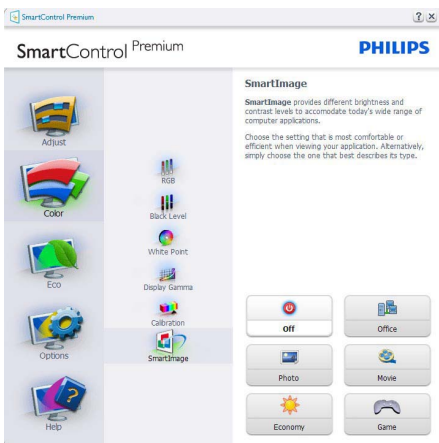 SmartControl Premium
SmartControl Premium
PHILIPS
Adjust
Color
Eco
Options
Help
RGB
Black Level
White Point
Display Gamma
Calibration
SmartImage
SmartImage
SmartImage provides different brightness and
contrast levels to accomodate today's wide range of
computer applications.
Choose the setting that is most comfortable or
efficient when viewing your application. Alternatively,
simply choose the one that best describes its type.
Off
Office
Photo
Movie
Economy
Game